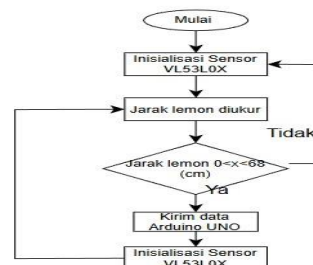 Mulai
Inisialisasi Sensor
VL53L0X
Jarak lemon diukur
Tidak
Jarak lemon 0<x<68
(cm)
Ya
Kirim data
Arduino UNO
Inisialisasi Sensor
VL53L0X